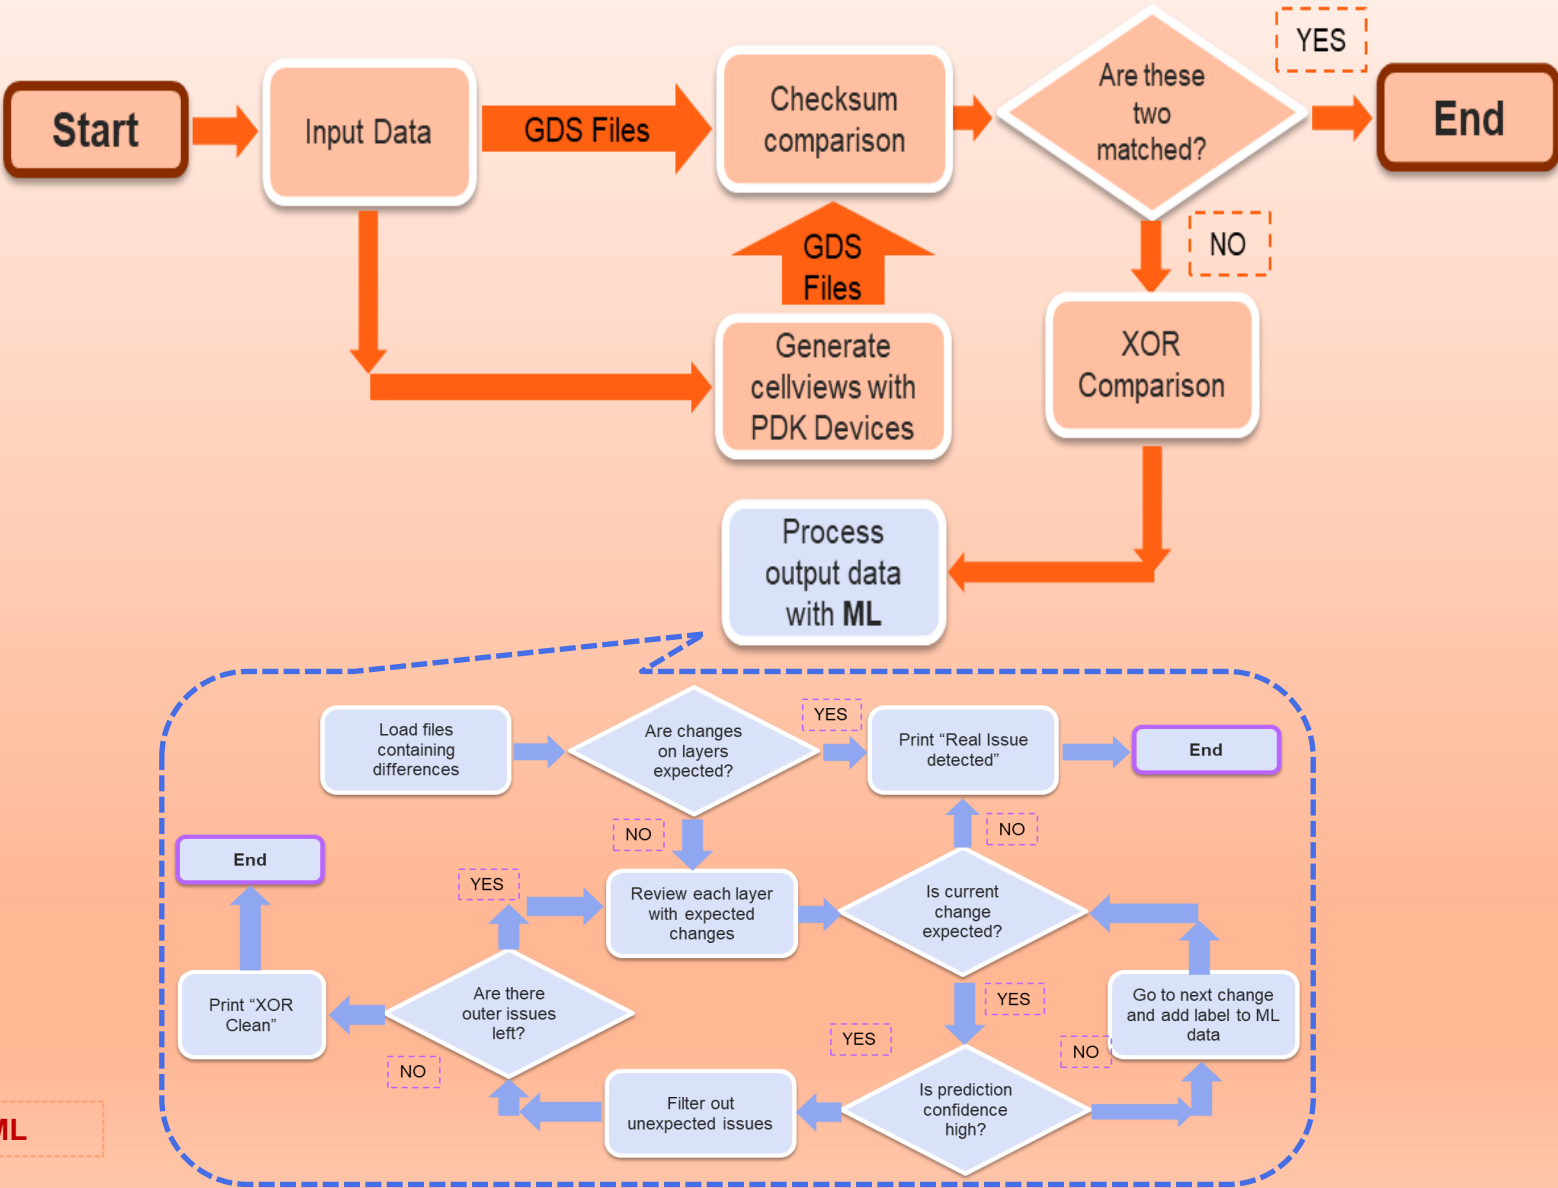 Start
Input Data
GDS Files
Checksum
comparison
Are these
two
matched?
YES
End
NO
GDS
Files
Generate
cellviews with
PDK Devices
XOR
Comparison
Process
output data
with ML
Load files
containing
differences
Are changes
on layers
expected?
YES
Print “Real Issue
detected”
End
NO
NO
End
YES
Review each layer
with expected
changes
Is current
change
expected?
Print “XOR
Clean”
Are there
outer issues
left?
YES
Go to next change
and add label to ML
data
YES
NO
NO
Filter out
unexpected issues
Is prediction
confidence
high?
ML